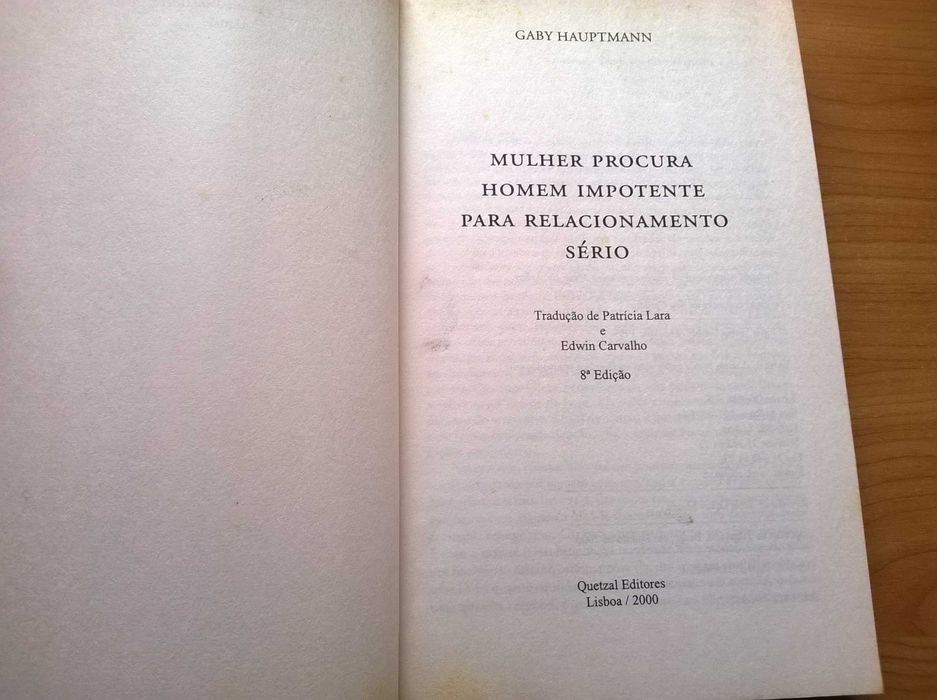 GABY HAUPTMANN
MULHER PROCURA
HOMEM IMPOTENTE
PARA RELACIONAMENTO
SÉRIO
Tradução de Patrícia Lara
e
Edwin Carvalho
8ª Edição
Quetzal Editores
Lisboa / 2000